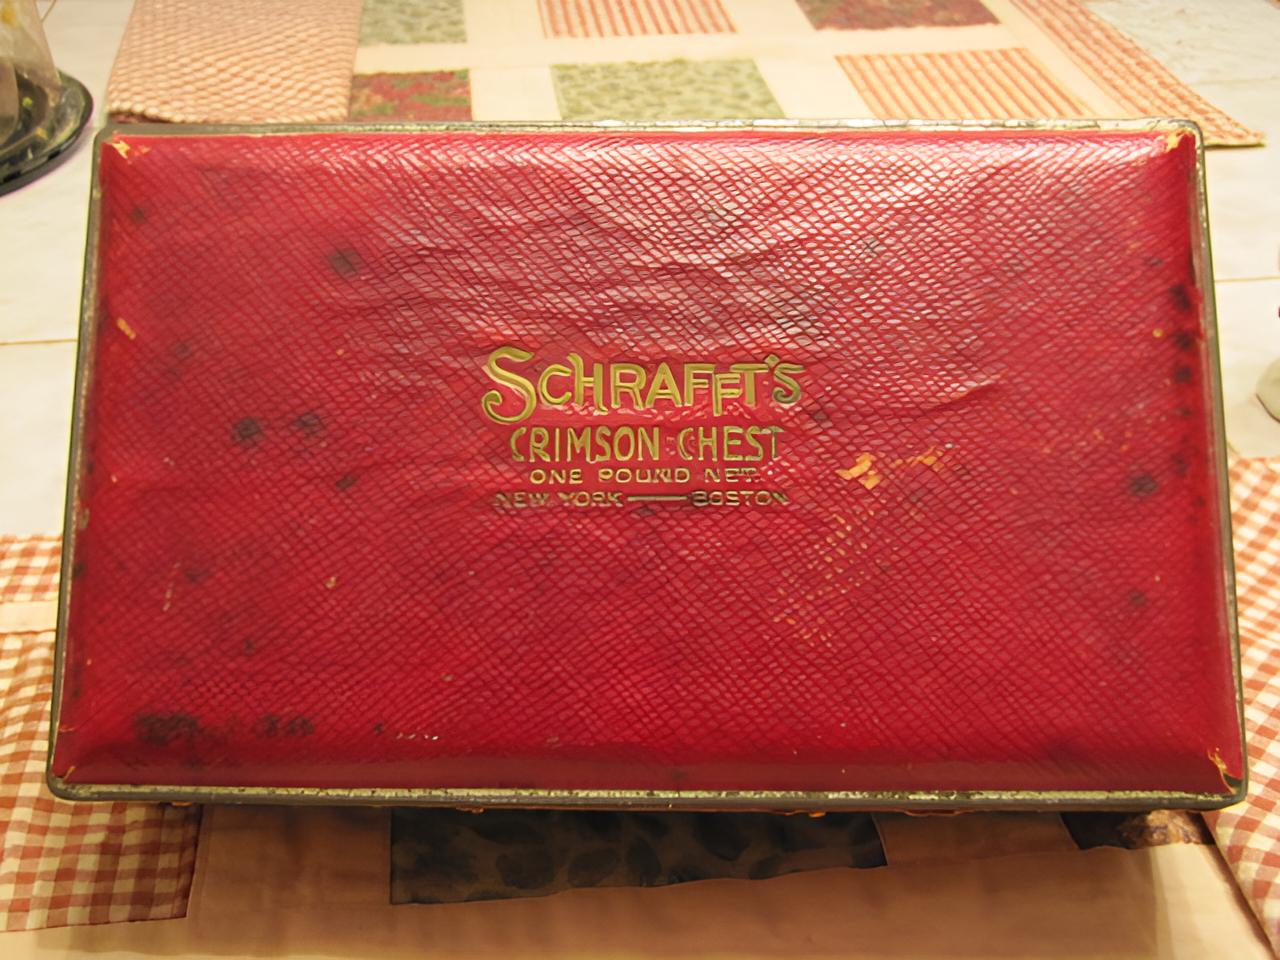 SCHRAFFT'S
CRIMSON CHEST
ONE POUND NET.
NEW YORK — BOSTON